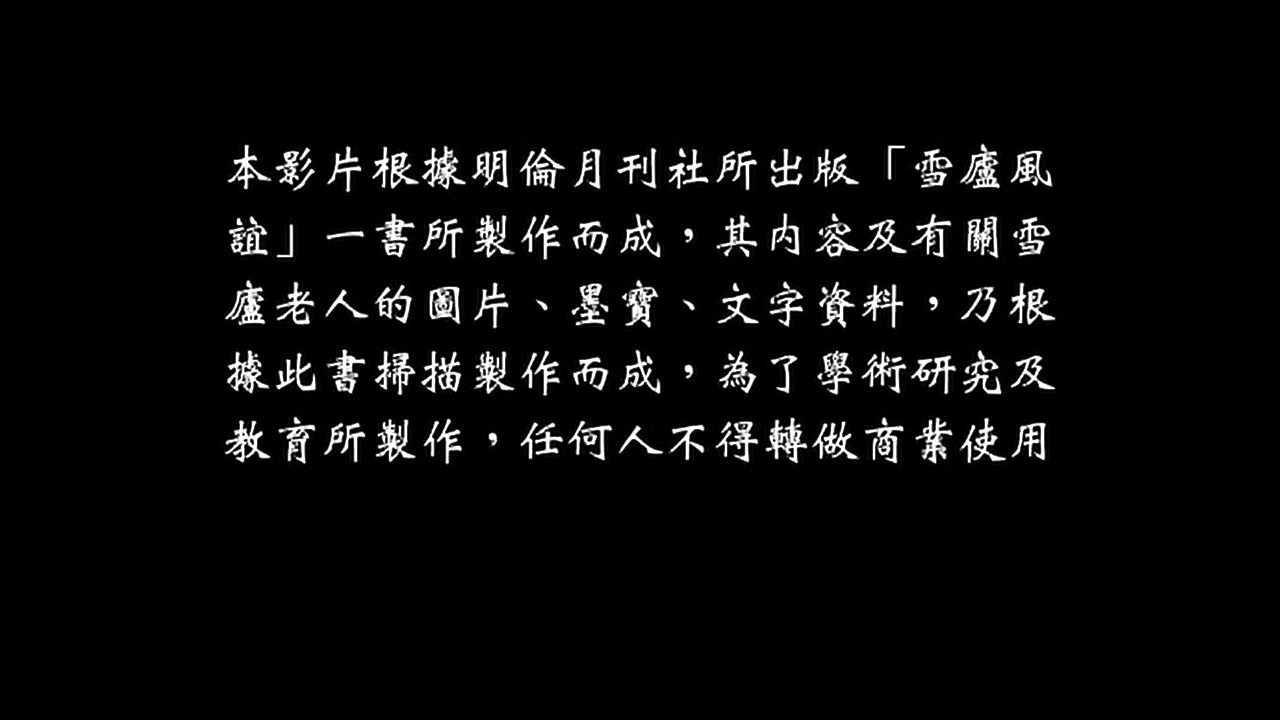 本影片根據明倫月刊社所出版「雪廬風
誼」一書所製作而成，其內容及有關雪
廬老人的圖片、墨寶、文字資料，乃根
據此書掃描製作而成，為了學術研究及
教育所製作，任何人不得轉做商業使用